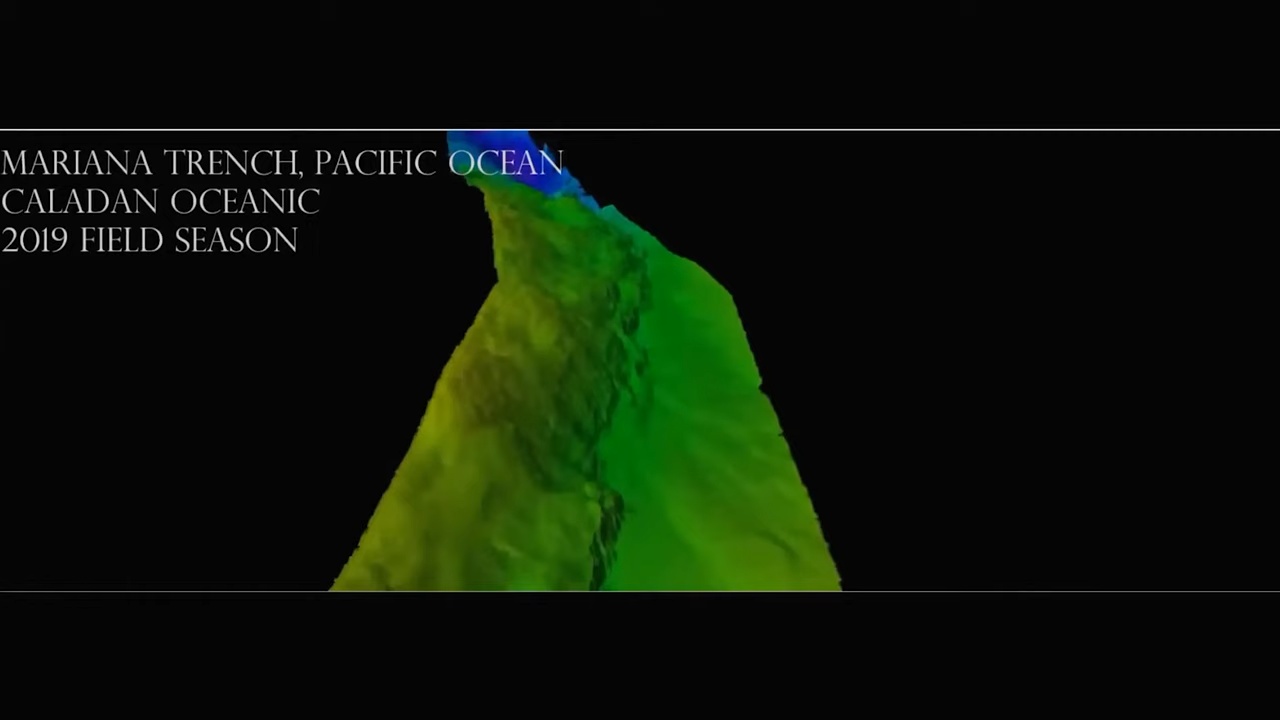 MARIANA TRENCH, PACIFIC OCEAN
CALADAN OCEANIC
2019 FIELD SEASON